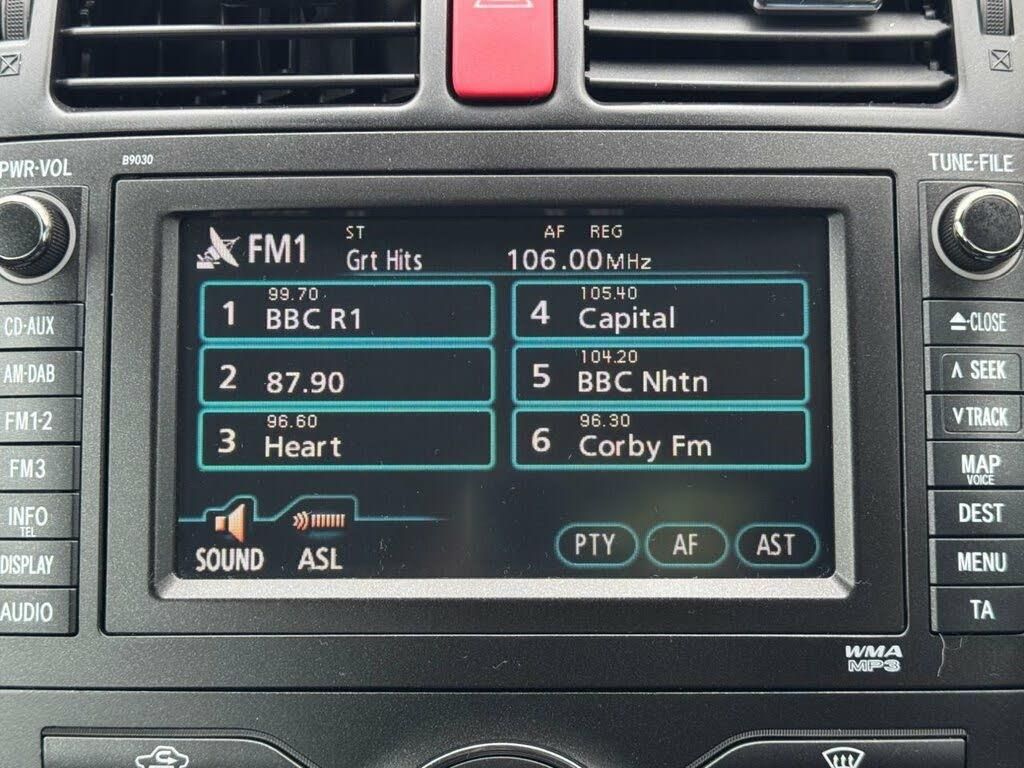 PWR·VOL
B9030
TUNE·FILE
FM1
ST
AF REG
Grt Hits
106.00MHz
1
99.70
BBC R1
4
105.40
Capital
2
87.90
5
104.20
BBC Nhtn
3
96.60
Heart
6
96.30
Corby Fm
SOUND
ASL
PTY
AF
AST
CD·AUX
AM·DAB
FM1·2
FM3
INFO
TEL
DISPLAY
AUDIO
CLOSE
SEEK
TRACK
MAP
VOICE
DEST
MENU
TA
WMA
MP3